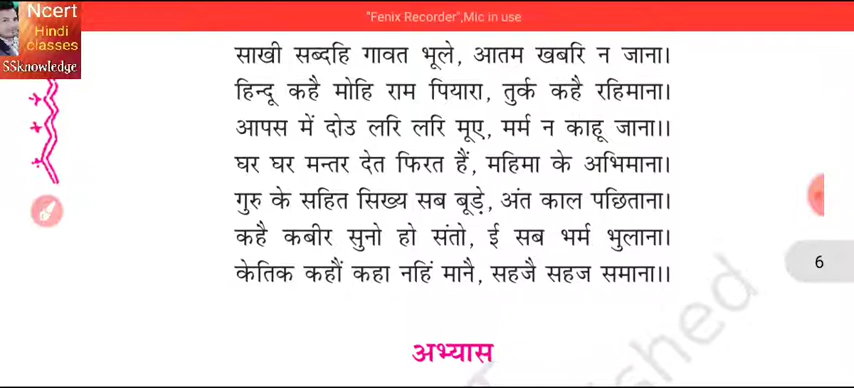 Ncert
Hindi
classes
SSknowledge
"Fenix Recorder",Mic in use
साखी सब्दहि गावत भूले, आतम खबरि न जाना।
हिन्दू कहै मोहि राम पियारा, तुर्क कहै रहिमाना।
आपस में दोउ लरि लरि मूए, मर्म न काहू जाना।।
घर घर मन्तर देत फिरत हैं, महिमा के अभिमाना।
गुरु के सहित सिख्य सब बूड़े, अंत काल पछिताना।
कहै कबीर सुनो हो संतो, ई सब भर्म भुलाना।
केतिक कहौं कहा नहिं मानै, सहजै सहज समाना।।
6
अभ्यास